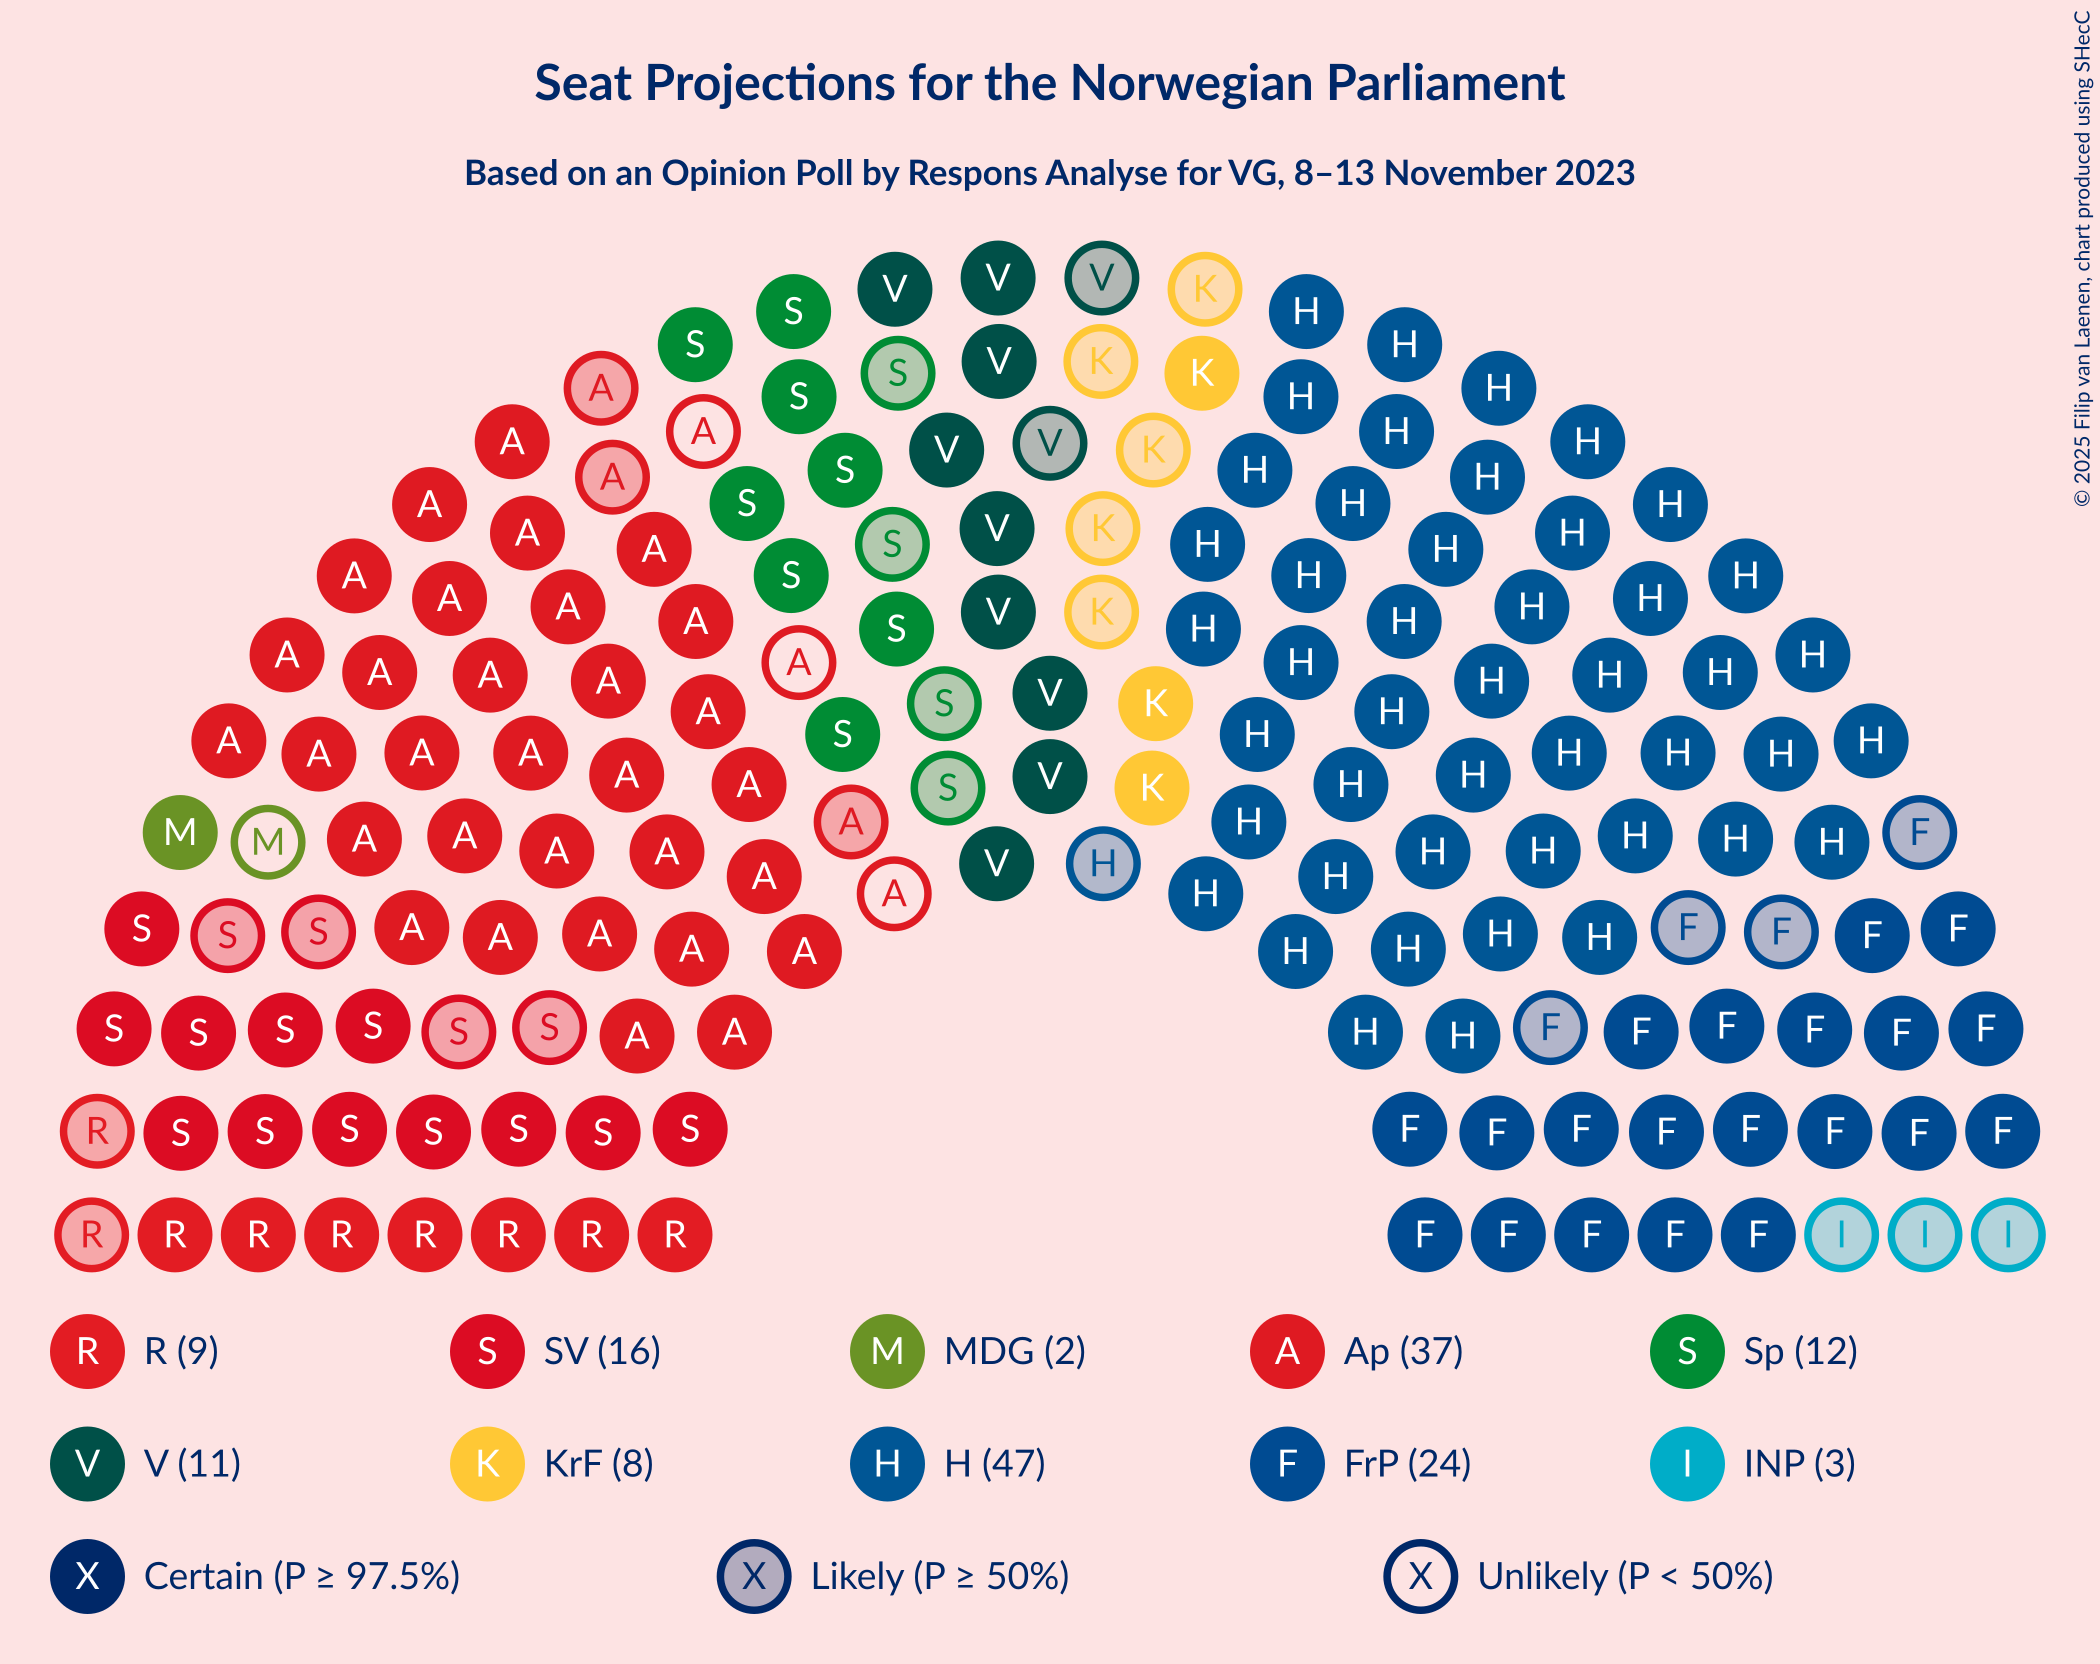 Seat Projections for the Norwegian Parliament
Based on an Opinion Poll by Respons Analyse for VG, 8–13 November 2023
© 2025 Filip van Laenen, chart produced using SHecC
V V V K
S S H H
A S V K K H
A S S H H
A A V V K H H
A A S S H H
A A S V K H H H
A A S S H H H
A A A S V K H H H H
A A A A S V K H H H H H
A A A A A S V K H H H H H
A A A A A A S V K H H H H H H
M M A A A A A A V H H H H H H H H F
S S S A A A A A A H H H H H F F F F
S S S S S S A A H H F F F F F F
R S S S S S S S F F F F F F F F
R R R R R R R R F F F F F I I I
R R (9) S SV (16) M MDG (2) A Ap (37) S Sp (12)
V V (11) K KrF (8) H H (47) F FrP (24) I INP (3)
X Certain (P ≥ 97.5%) X Likely (P ≥ 50%) X Unlikely (P < 50%)